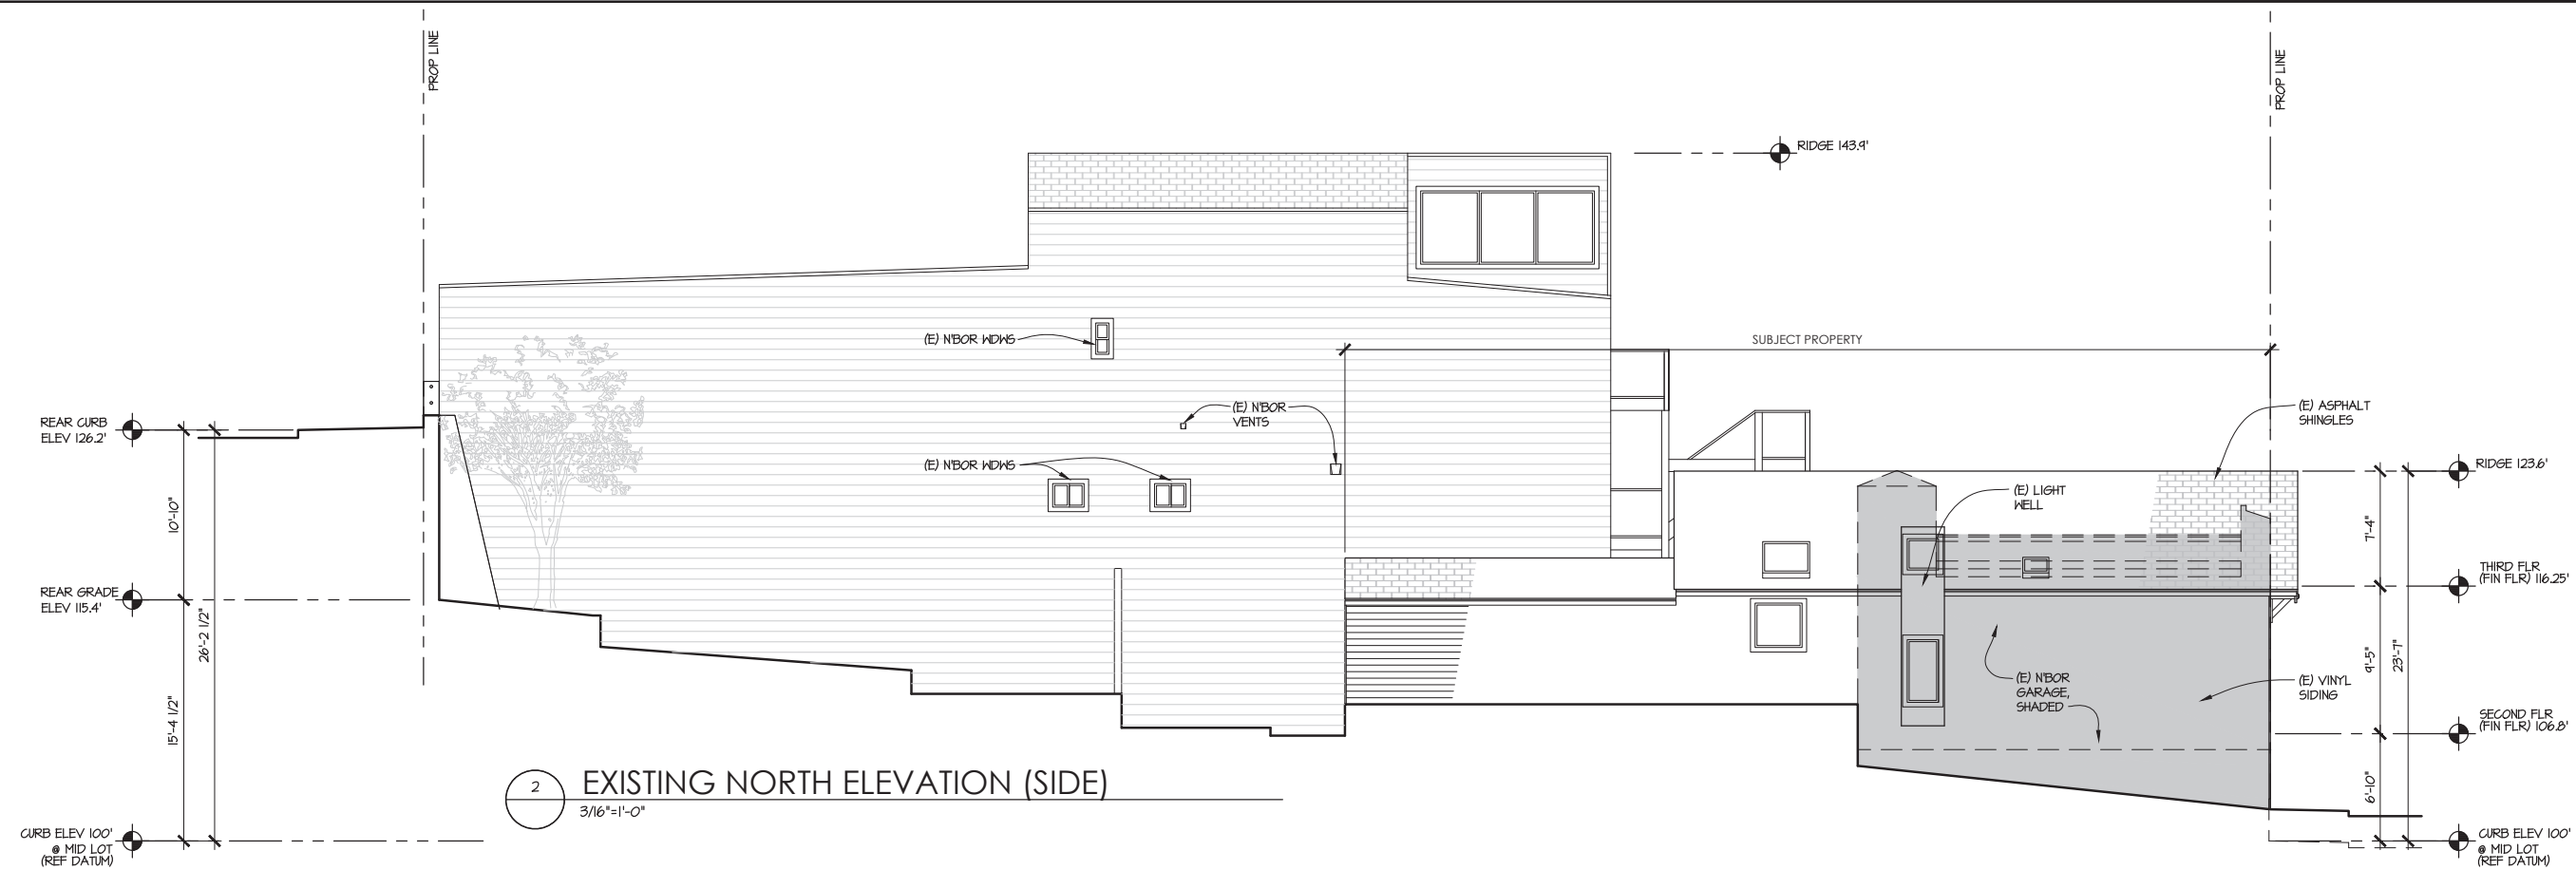 PROP LINE
PROP LINE
RIDGE 143.9'
(E) N'BOR WDWS
SUBJECT PROPERTY
(E) N'BOR
VENTS
(E) ASPHALT
SHINGLES
REAR CURB
ELEV 126.2'
(E) N'BOR WDWS
RIDGE 123.6'
(E) LIGHT
WELL
10'-10"
7'-4"
THIRD FLR
(FIN FLR) 116.25'
REAR GRADE
ELEV 115.4'
26'-2 1/2"
9'-5"
23'-7"
(E) N'BOR
GARAGE,
SHADED
(E) VINYL
SIDING
15'-4 1/2"
SECOND FLR
(FIN FLR) 106.8'
2
EXISTING NORTH ELEVATION (SIDE)
3/16"=1'-0"
6'-10"
CURB ELEV 100'
@ MID LOT
(REF DATUM)
CURB ELEV 100'
@ MID LOT
(REF DATUM)